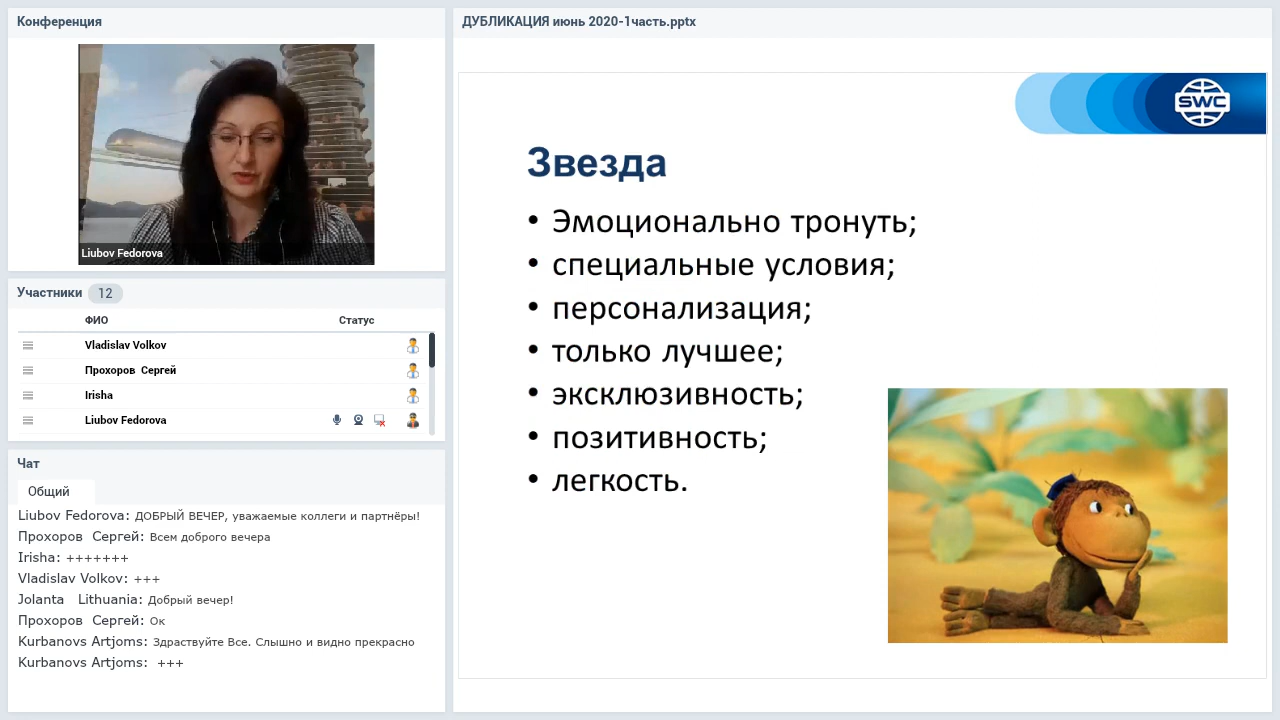 Конференция
Liubov Fedorova
Участники 12
ФИО Статус
Vladislav Volkov
Прохоров Сергей
Irisha
Liubov Fedorova
Чат
Общий
Liubov Fedorova: ДОБРЫЙ ВЕЧЕР, уважаемые коллеги и партнёры!
Прохоров Сергей: Всем доброго вечера
Irisha: +++++++
Vladislav Volkov: +++
Jolanta Lithuania: Добрый вечер!
Прохоров Сергей: Ок
Kurbanovs Artjoms: Здраствуйте Все. Слышно и видно прекрасно
Kurbanovs Artjoms: +++
ДУБЛИКАЦИЯ июнь 2020-1часть.pptx
SWC
Звезда
• Эмоционально тронуть;
• специальные условия;
• персонализация;
• только лучшее;
• эксклюзивность;
• позитивность;
• легкость.